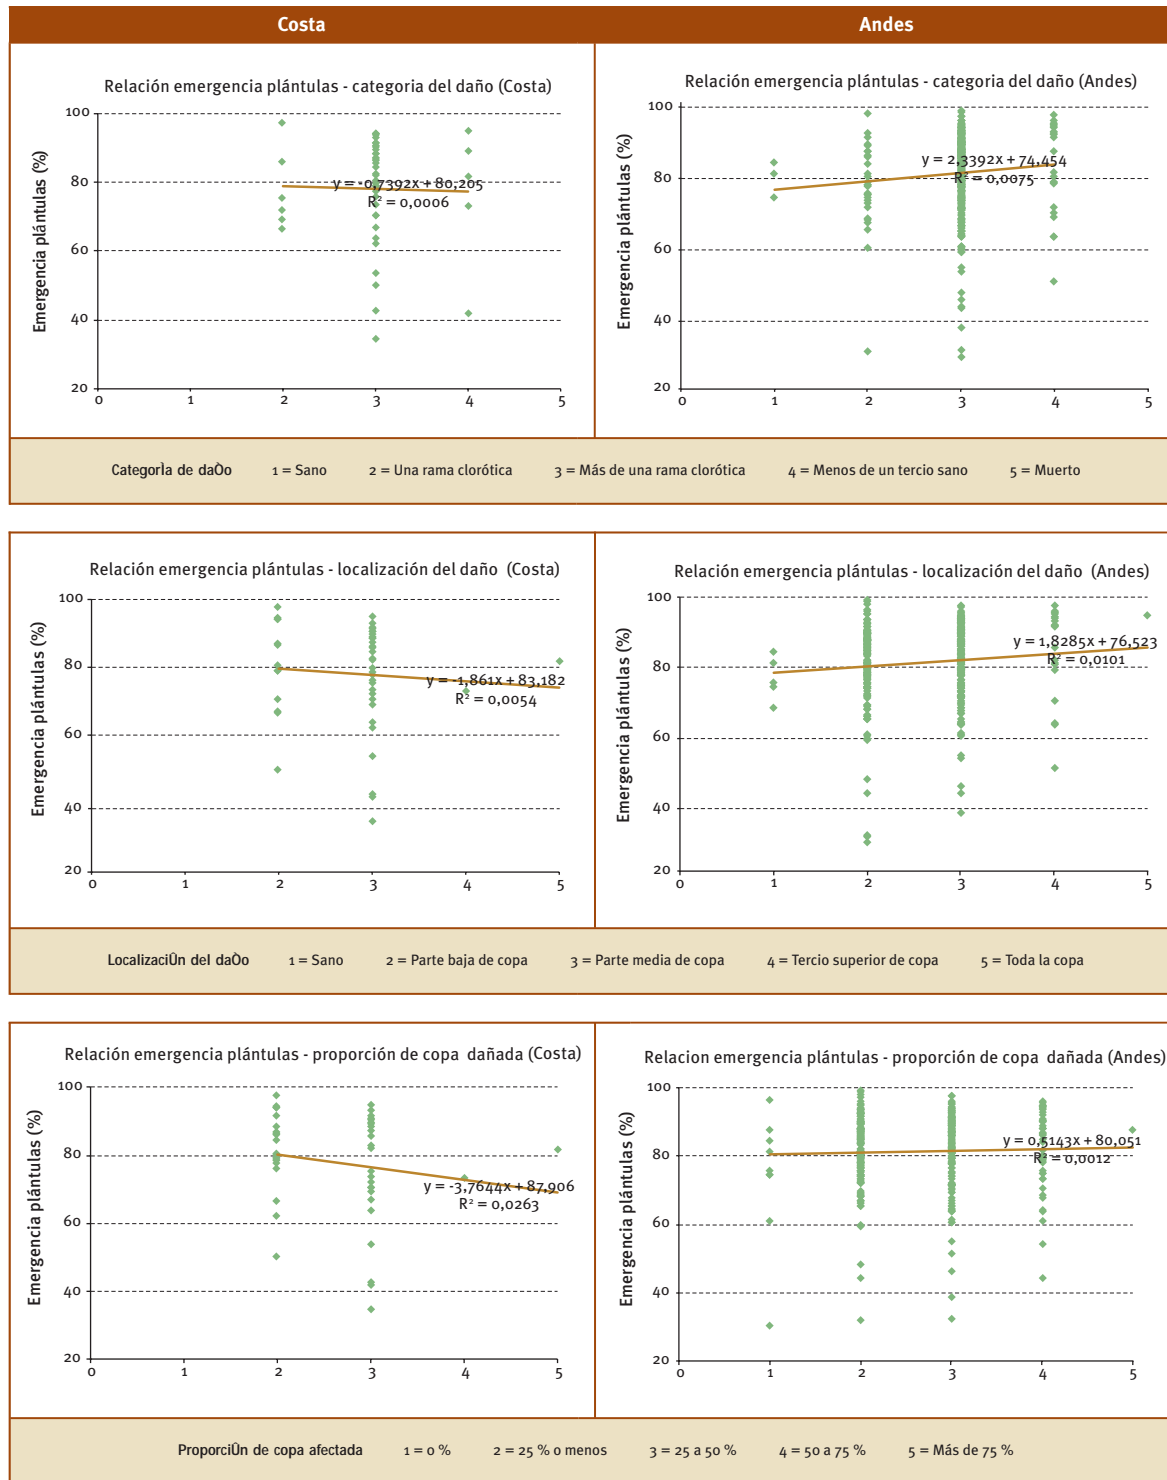 Costa
Andes
Relación emergencia plántulas - categoria del daño (Costa)
Emergencia plántulas (%)
100
80
60
40
20
y = -0,7392x + 80,205
R² = 0,0006
0 1 2 3 4 5
Relación emergencia plántulas - categoria del daño (Andes)
Emergencia plántulas (%)
100
80
60
40
20
y = 2,3392x + 74,454
R² = 0,0075
0 1 2 3 4 5
CategorÌa de daÒo 1 = Sano 2 = Una rama clorótica 3 = Más de una rama clorótica 4 = Menos de un tercio sano 5 = Muerto
Relación emergencia plántulas - localización del daño (Costa)
Emergencia plántulas (%)
100
80
60
40
20
y = -1,861x + 83,182
R² = 0,0054
0 1 2 3 4 5
Relación emergencia plántulas - localización del daño (Andes)
Emergencia plántulas (%)
100
80
60
40
20
y = 1,8285x + 76,523
R² = 0,0101
0 1 2 3 4 5
LocalizaciÛn del daÒo 1 = Sano 2 = Parte baja de copa 3 = Parte media de copa 4 = Tercio superior de copa 5 = Toda la copa
Relación emergencia plántulas - proporción de copa dañada (Costa)
Emergencia plántulas (%)
100
80
60
40
20
y = -3,7644x + 87,906
R² = 0,0263
0 1 2 3 4 5
Relacion emergencia plántulas - proporción de copa dañada (Andes)
Emergencia plántulas (%)
100
80
60
40
20
y = 0,5143x + 80,051
R² = 0,0012
0 1 2 3 4 5
ProporciÛn de copa afectada 1 = 0 % 2 = 25 % o menos 3 = 25 a 50 % 4 = 50 a 75 % 5 = Más de 75 %